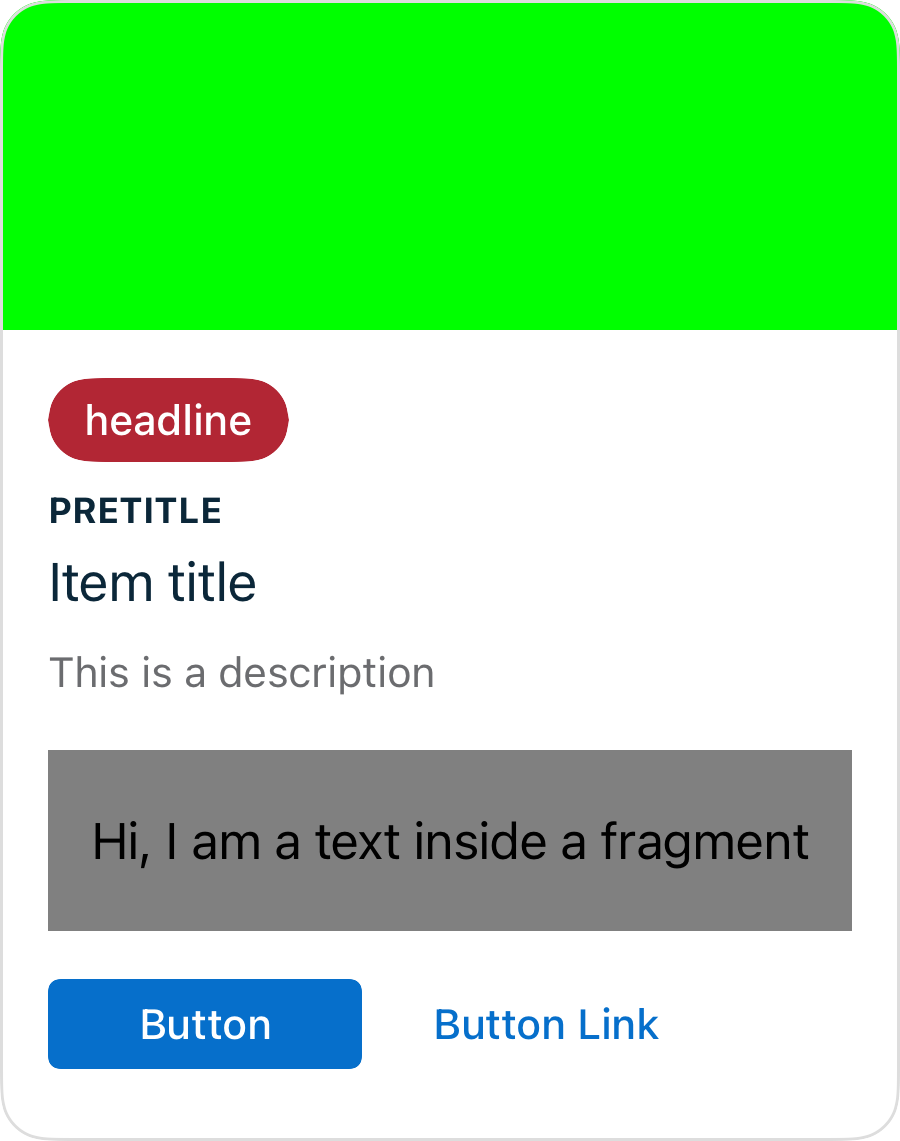 headline
PRETITLE
Item title
This is a description
Hi, I am a text inside a fragment
Button
Button Link